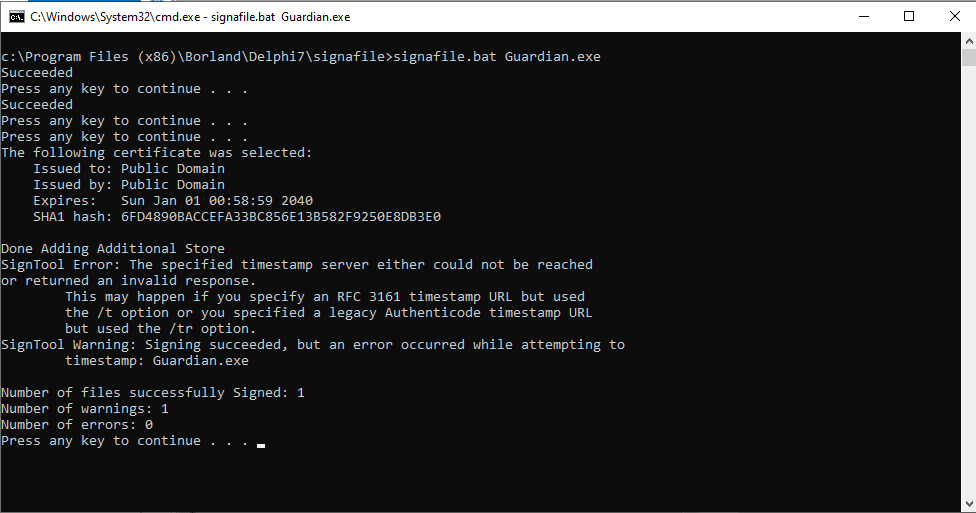 C:\Windows\System32\cmd.exe - signafile.bat  Guardian.exe
c:\Program Files (x86)\Borland\Delphi7\signafile>signafile.bat Guardian.exe
Succeeded
Press any key to continue . . .
Succeeded
Press any key to continue . . .
Press any key to continue . . .
The following certificate was selected:
    Issued to: Public Domain
    Issued by: Public Domain
    Expires:   Sun Jan 01 00:58:59 2040
    SHA1 hash: 6FD4890BACCEFA33BC856E13B582F9250E8DB3E0
Done Adding Additional Store
SignTool Error: The specified timestamp server either could not be reached
or returned an invalid response.
        This may happen if you specify an RFC 3161 timestamp URL but used
        the /t option or you specified a legacy Authenticode timestamp URL
        but used the /tr option.
SignTool Warning: Signing succeeded, but an error occurred while attempting to
        timestamp: Guardian.exe
Number of files successfully Signed: 1
Number of warnings: 1
Number of errors: 0
Press any key to continue . . .